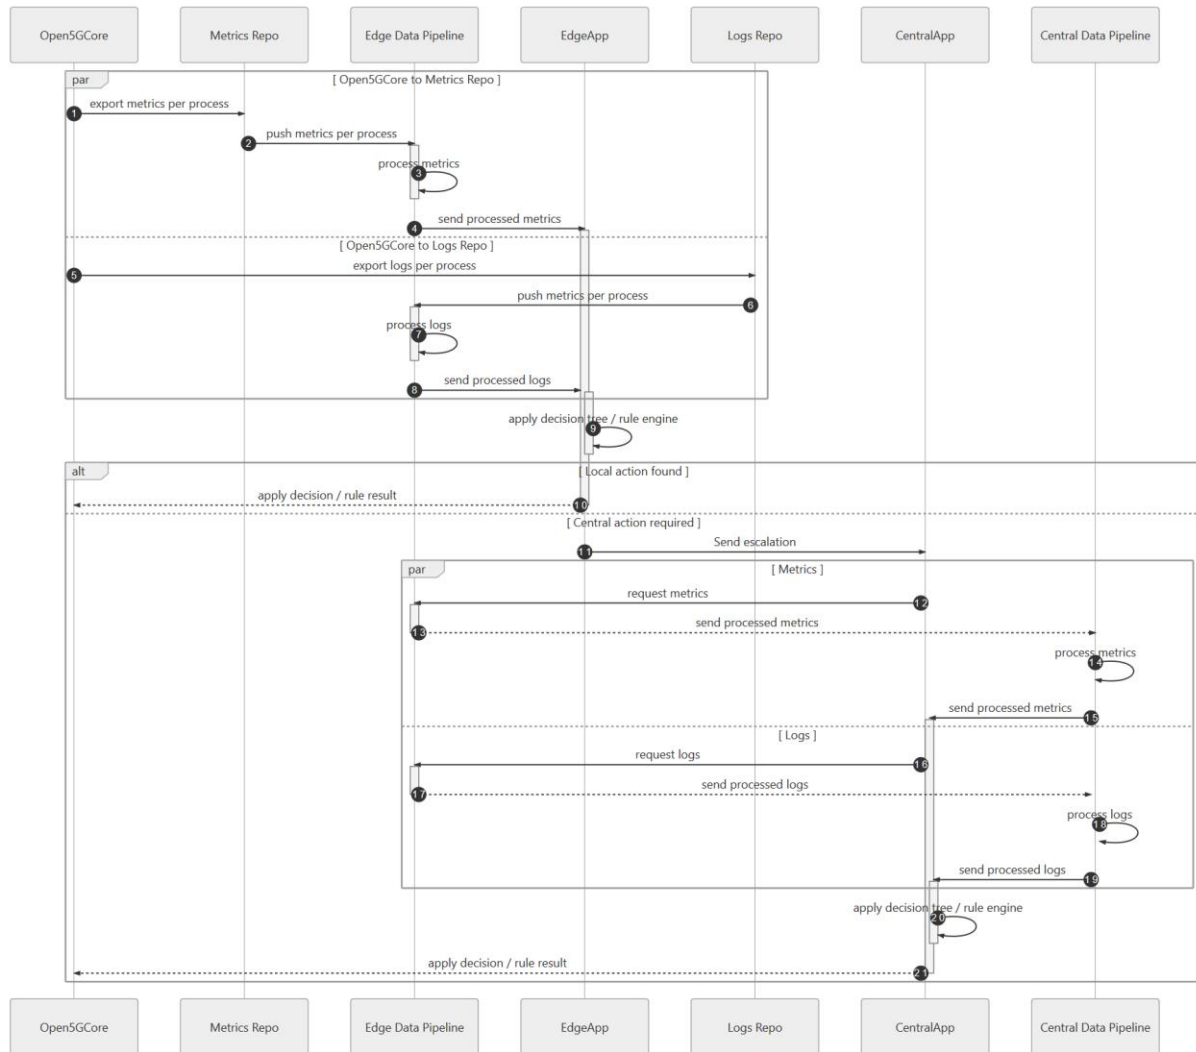 Open5GCore
Metrics Repo
Edge Data Pipeline
EdgeApp
Logs Repo
CentralApp
Central Data Pipeline
par
[ Open5GCore to Metrics Repo ]
export metrics per process
1
push metrics per process
2
process metrics
3
send processed metrics
4
[ Open5GCore to Logs Repo ]
export logs per process
5
push metrics per process
6
process logs
7
send processed logs
8
apply decision tree / rule engine
9
alt
[ Local action found ]
apply decision / rule result
10
[ Central action required ]
Send escalation
11
par
[ Metrics ]
request metrics
12
send processed metrics
13
process metrics
14
send processed metrics
15
[ Logs ]
request logs
16
send processed logs
17
process logs
18
send processed logs
19
apply decision tree / rule engine
20
apply decision / rule result
21
Open5GCore
Metrics Repo
Edge Data Pipeline
EdgeApp
Logs Repo
CentralApp
Central Data Pipeline